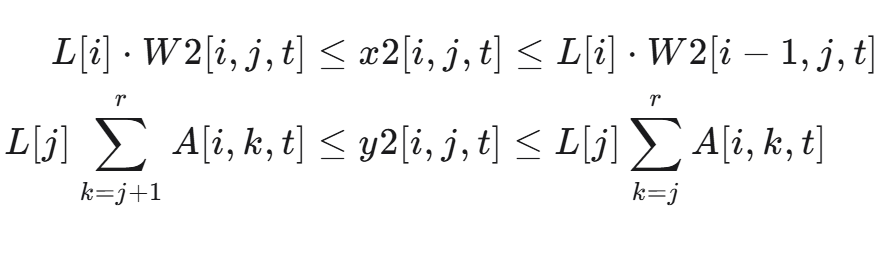 L[i] · W2[i, j, t] ≤ x2[i, j, t] ≤ L[i] · W2[i − 1, j, t]
L[j] ∑_{k=j+1}^{r} A[i, k, t] ≤ y2[i, j, t] ≤ L[j] ∑_{k=j}^{r} A[i, k, t]